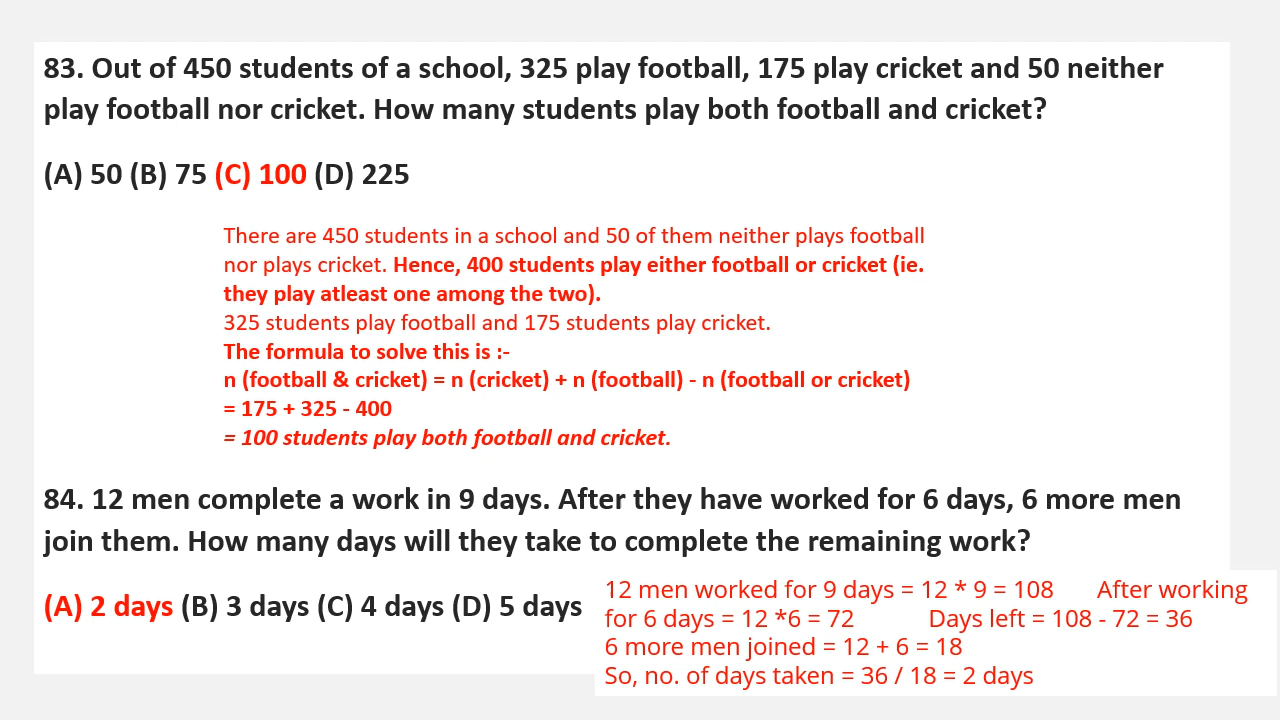 83. Out of 450 students of a school, 325 play football, 175 play cricket and 50 neither
play football nor cricket. How many students play both football and cricket?
(A) 50 (B) 75 (C) 100 (D) 225
There are 450 students in a school and 50 of them neither plays football
nor plays cricket. Hence, 400 students play either football or cricket (ie.
they play atleast one among the two).
325 students play football and 175 students play cricket.
The formula to solve this is :-
n (football & cricket) = n (cricket) + n (football) - n (football or cricket)
= 175 + 325 - 400
= 100 students play both football and cricket.
84. 12 men complete a work in 9 days. After they have worked for 6 days, 6 more men
join them. How many days will they take to complete the remaining work?
(A) 2 days (B) 3 days (C) 4 days (D) 5 days
12 men worked for 9 days = 12 * 9 = 108 After working
for 6 days = 12 *6 = 72 Days left = 108 - 72 = 36
6 more men joined = 12 + 6 = 18
So, no. of days taken = 36 / 18 = 2 days